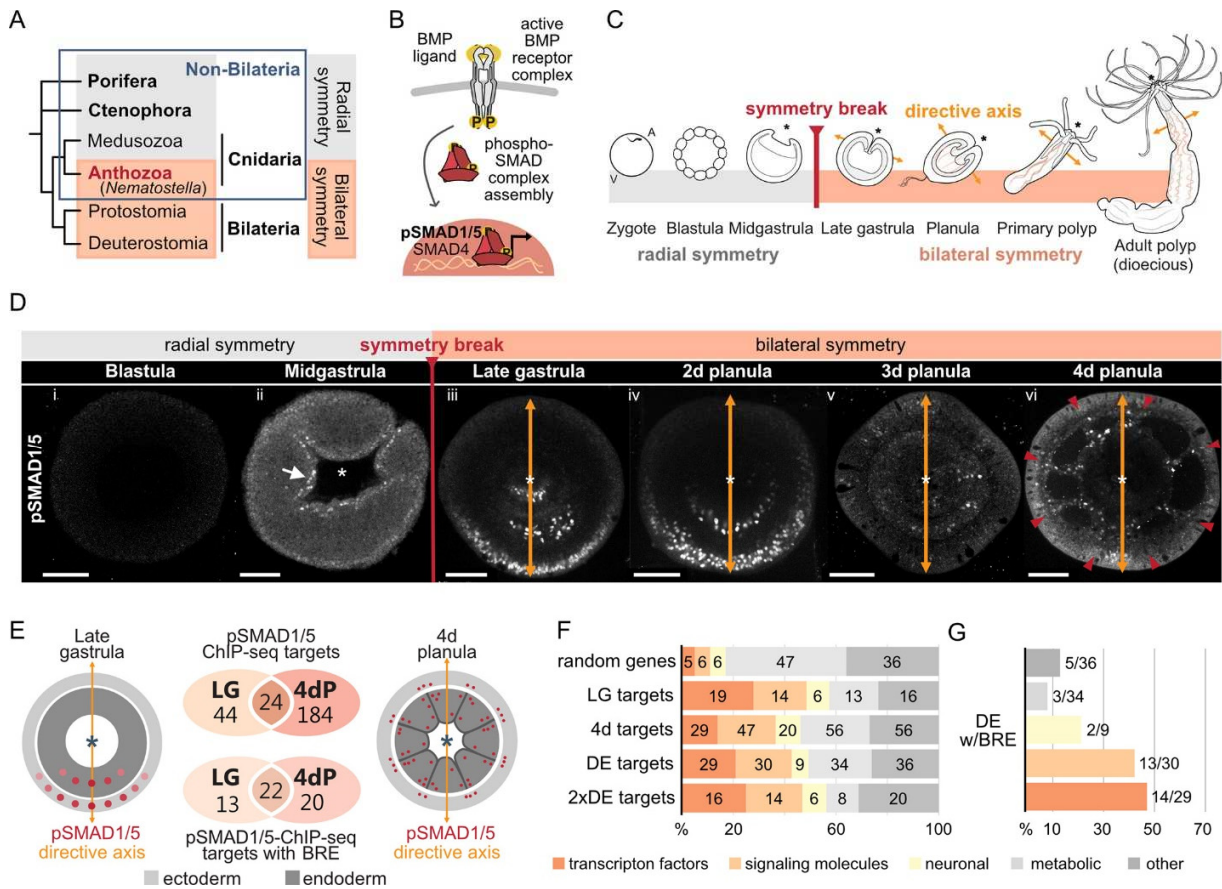 A
Non-Bilateria
Porifera
Ctenophora
Medusozoa
Anthozoa
(Nematostella)
Protostomia
Deuterostomia
Cnidaria
Bilateria
Radial
symmetry
Bilateral
symmetry
B
BMP
ligand
active
BMP
receptor
complex
P P
phospho-
SMAD
complex
assembly
pSMAD1/5
SMAD4
C
symmetry break
directive axis
A
V
*
*
*
*
*
Zygote Blastula Midgastrula Late gastrula Planula Primary polyp
Adult polyp
(dioecious)
radial symmetry
bilateral symmetry
D
radial symmetry symmetry break bilateral symmetry
Blastula Midgastrula Late gastrula 2d planula 3d planula 4d planula
i ii iii iv v vi
pSMAD1/5
* * * * *
E
Late
gastrula
pSMAD1/5
ChIP-seq targets
4d
planula
LG
44
24
4dP
184
LG
13
22
4dP
20
* *
pSMAD1/5
directive axis
pSMAD1/5-ChIP-seq
targets with BRE
pSMAD1/5
directive axis
ectoderm endoderm
F
random genes 5 6 6 47 36
LG targets 19 14 6 13 16
4d targets 29 47 20 56 56
DE targets 29 30 9 34 36
2xDE targets 16 14 6 8 20
% 20 60 100
G
DE
w/BRE
5/36
3/34
2/9
13/30
14/29
% 10 30 50 70
transcripton factors signaling molecules neuronal metabolic other